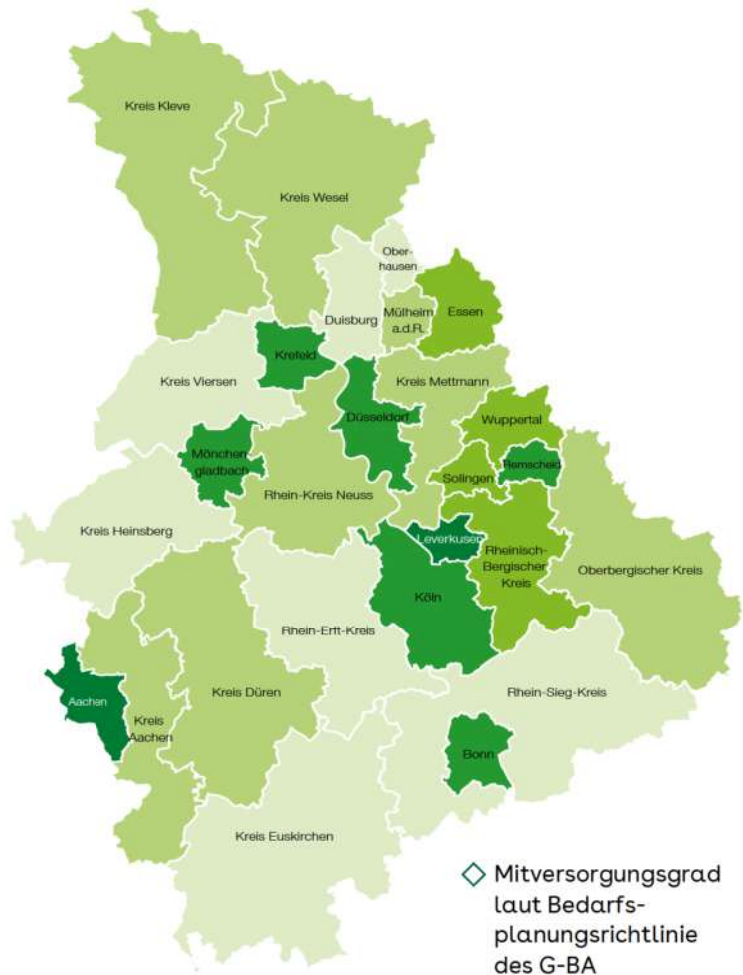 Kreis Kleve
Kreis Wesel
Ober-
hausen
Duisburg
Mülheim
a.d.R.
Essen
Krefeld
Kreis Viersen
Kreis Mettmann
Düsseldorf
Wuppertal
Mönchen
gladbach
Solingen
Remscheid
Rhein-Kreis Neuss
Kreis Heinsberg
Leverkusen
Rheinisch-
Bergischer
Kreis
Oberbergischer Kreis
Köln
Rhein-Erft-Kreis
Aachen
Kreis
Aachen
Kreis Düren
Rhein-Sieg-Kreis
Bonn
Kreis Euskirchen
Mitversorgungsgrad
laut Bedarfs-
planungsrichtlinie
des G-BA